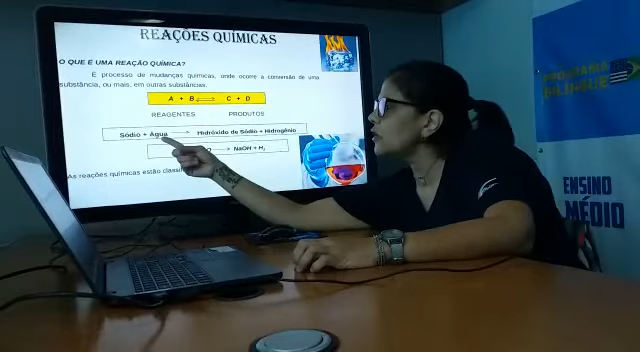 REAÇÕES QUÍMICAS
O QUE É UMA REAÇÃO QUÍMICA?
É processo de mudanças químicas, onde ocorre a conversão de uma
substância, ou mais, em outras substâncias.
A + B C + D
REAGENTES PRODUTOS
Sódio + Água Hidróxido de Sódio + Hidrogênio
NaOH + H₂
As reações químicas estão
BILÍNGUE
ENSINO
MÉDIO